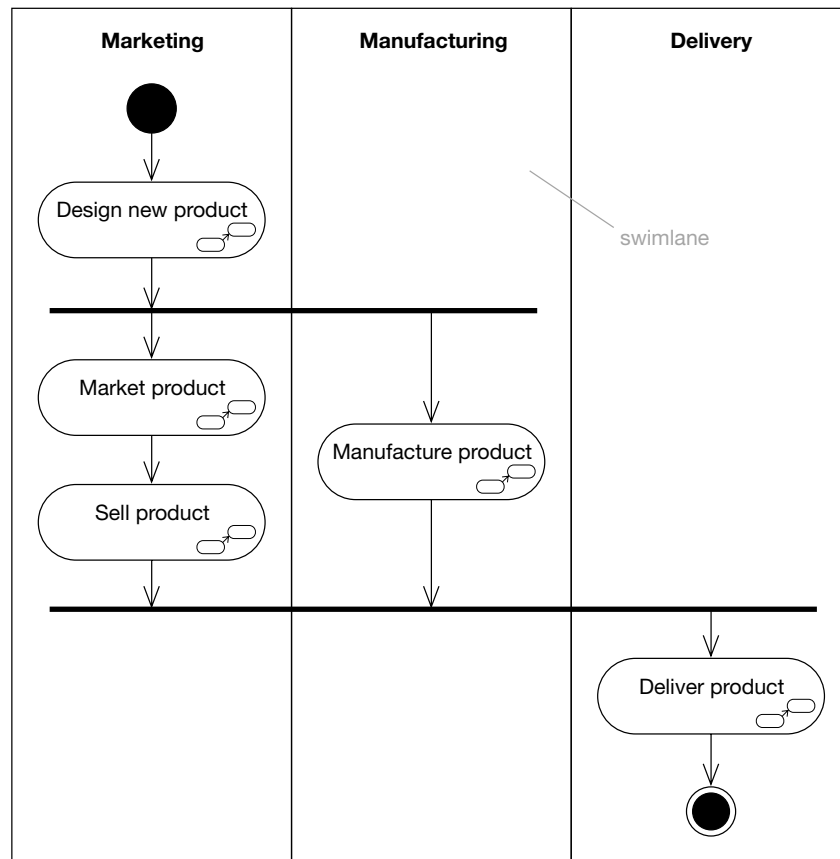 Marketing
Manufacturing
Delivery
Design new product
swimlane
Market product
Manufacture product
Sell product
Deliver product